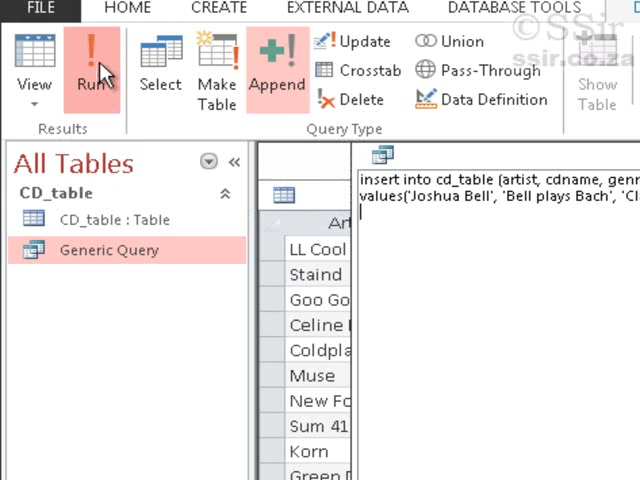 FILE HOME CREATE EXTERNAL DATA DATABASE TOOLS
© SSir
ssir.co.za
View
Run
Select
Make
Table
Append
Update
Crosstab
Delete
Union
Pass-Through
Data Definition
Show
Table
Results
Query Type
All Tables
CD_table
CD_table : Table
Generic Query
insert into cd_table (artist, cdname, genr
values('Joshua Bell', 'Bell plays Bach', 'Cl
Art
LL Cool
Staind
Goo Go
Celine
Coldpla
Muse
New Fo
Sum 41
Korn
Green D